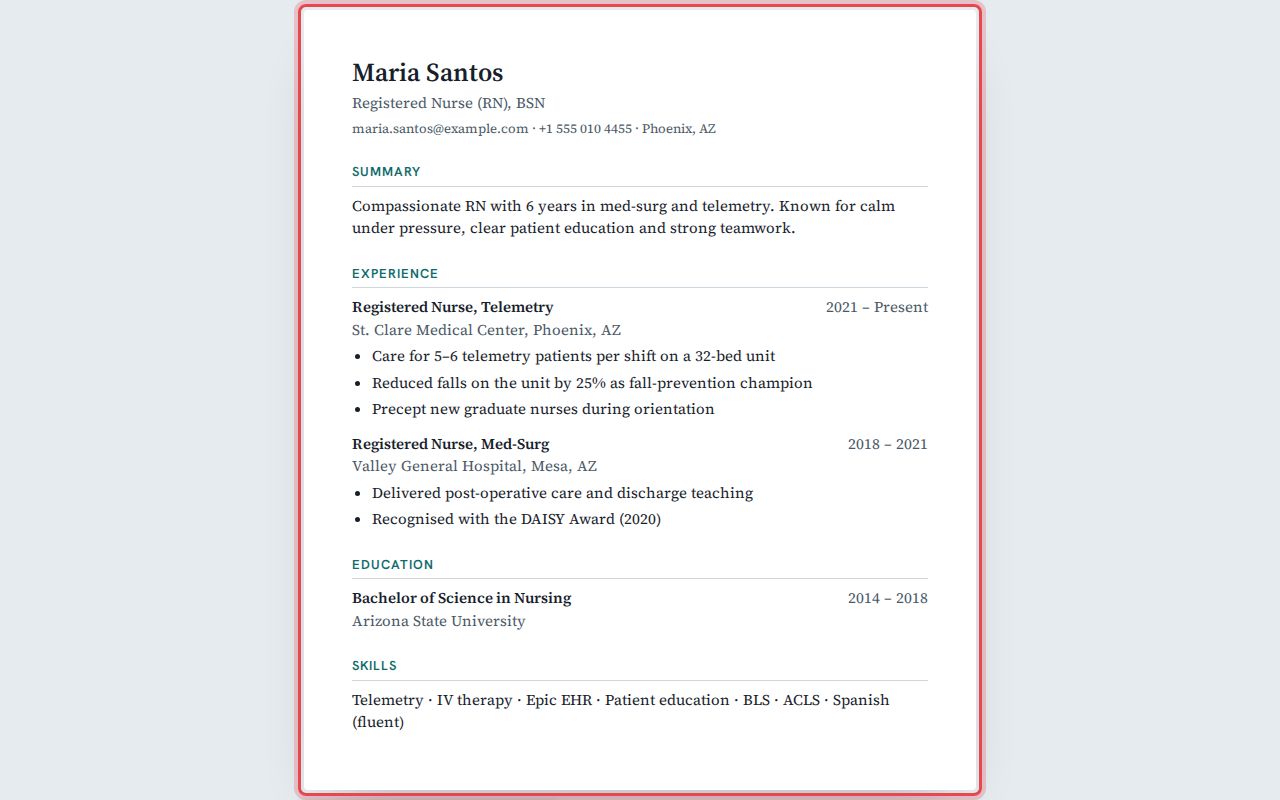 Maria Santos
Registered Nurse (RN), BSN
maria.santos@example.com · +1 555 010 4455 · Phoenix, AZ
SUMMARY
Compassionate RN with 6 years in med-surg and telemetry. Known for calm
under pressure, clear patient education and strong teamwork.
EXPERIENCE
Registered Nurse, Telemetry 2021 – Present
St. Clare Medical Center, Phoenix, AZ
• Care for 5–6 telemetry patients per shift on a 32-bed unit
• Reduced falls on the unit by 25% as fall-prevention champion
• Precept new graduate nurses during orientation
Registered Nurse, Med-Surg 2018 – 2021
Valley General Hospital, Mesa, AZ
• Delivered post-operative care and discharge teaching
• Recognised with the DAISY Award (2020)
EDUCATION
Bachelor of Science in Nursing 2014 – 2018
Arizona State University
SKILLS
Telemetry · IV therapy · Epic EHR · Patient education · BLS · ACLS · Spanish
(fluent)